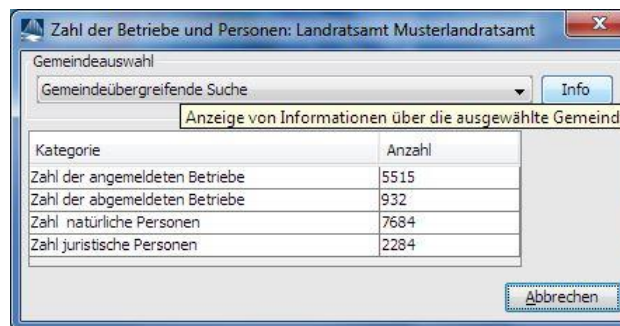 Zahl der Betriebe und Personen: Landratsamt Musterlandratsamt
Gemeindeauswahl
Gemeindeübergreifende Suche
Info
Anzeige von Informationen über die ausgewählte Gemeind
Kategorie Anzahl
Zahl der angemeldeten Betriebe 5515
Zahl der abgemeldeten Betriebe 932
Zahl natürliche Personen 7684
Zahl juristische Personen 2284
Abbrechen